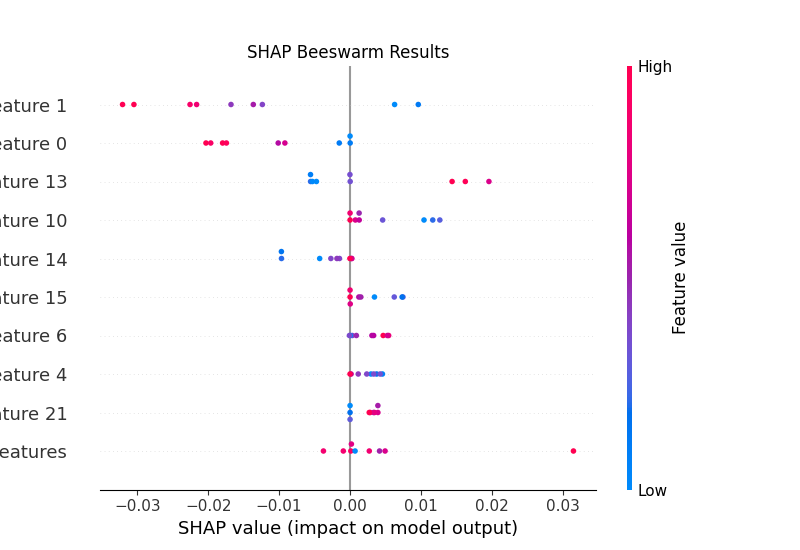 SHAP Beeswarm Results
High
eature 1
eature 0
ature 13
ature 10
ature 14
ature 15
eature 6
eature 4
ature 21
eatures
Feature value
Low
−0.03 −0.02 −0.01 0.00 0.01 0.02 0.03
SHAP value (impact on model output)